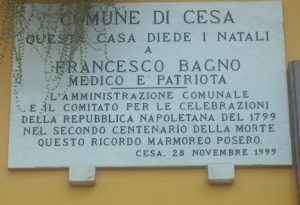 COMUNE DI CESA
QUESTA CASA DIEDE I NATALI
A
FRANCESCO BAGNO
MEDICO E PATRIOTA
L'AMMINISTRAZIONE COMUNALE
E IL COMITATO PER LE CELEBRAZIONI
DELLA REPUBBLICA NAPOLETANA DEL 1799
NEL SECONDO CENTENARIO DELLA MORTE
QUESTO RICORDO MARMOREO POSERO.
CESA, 28 NOVEMBRE 1999